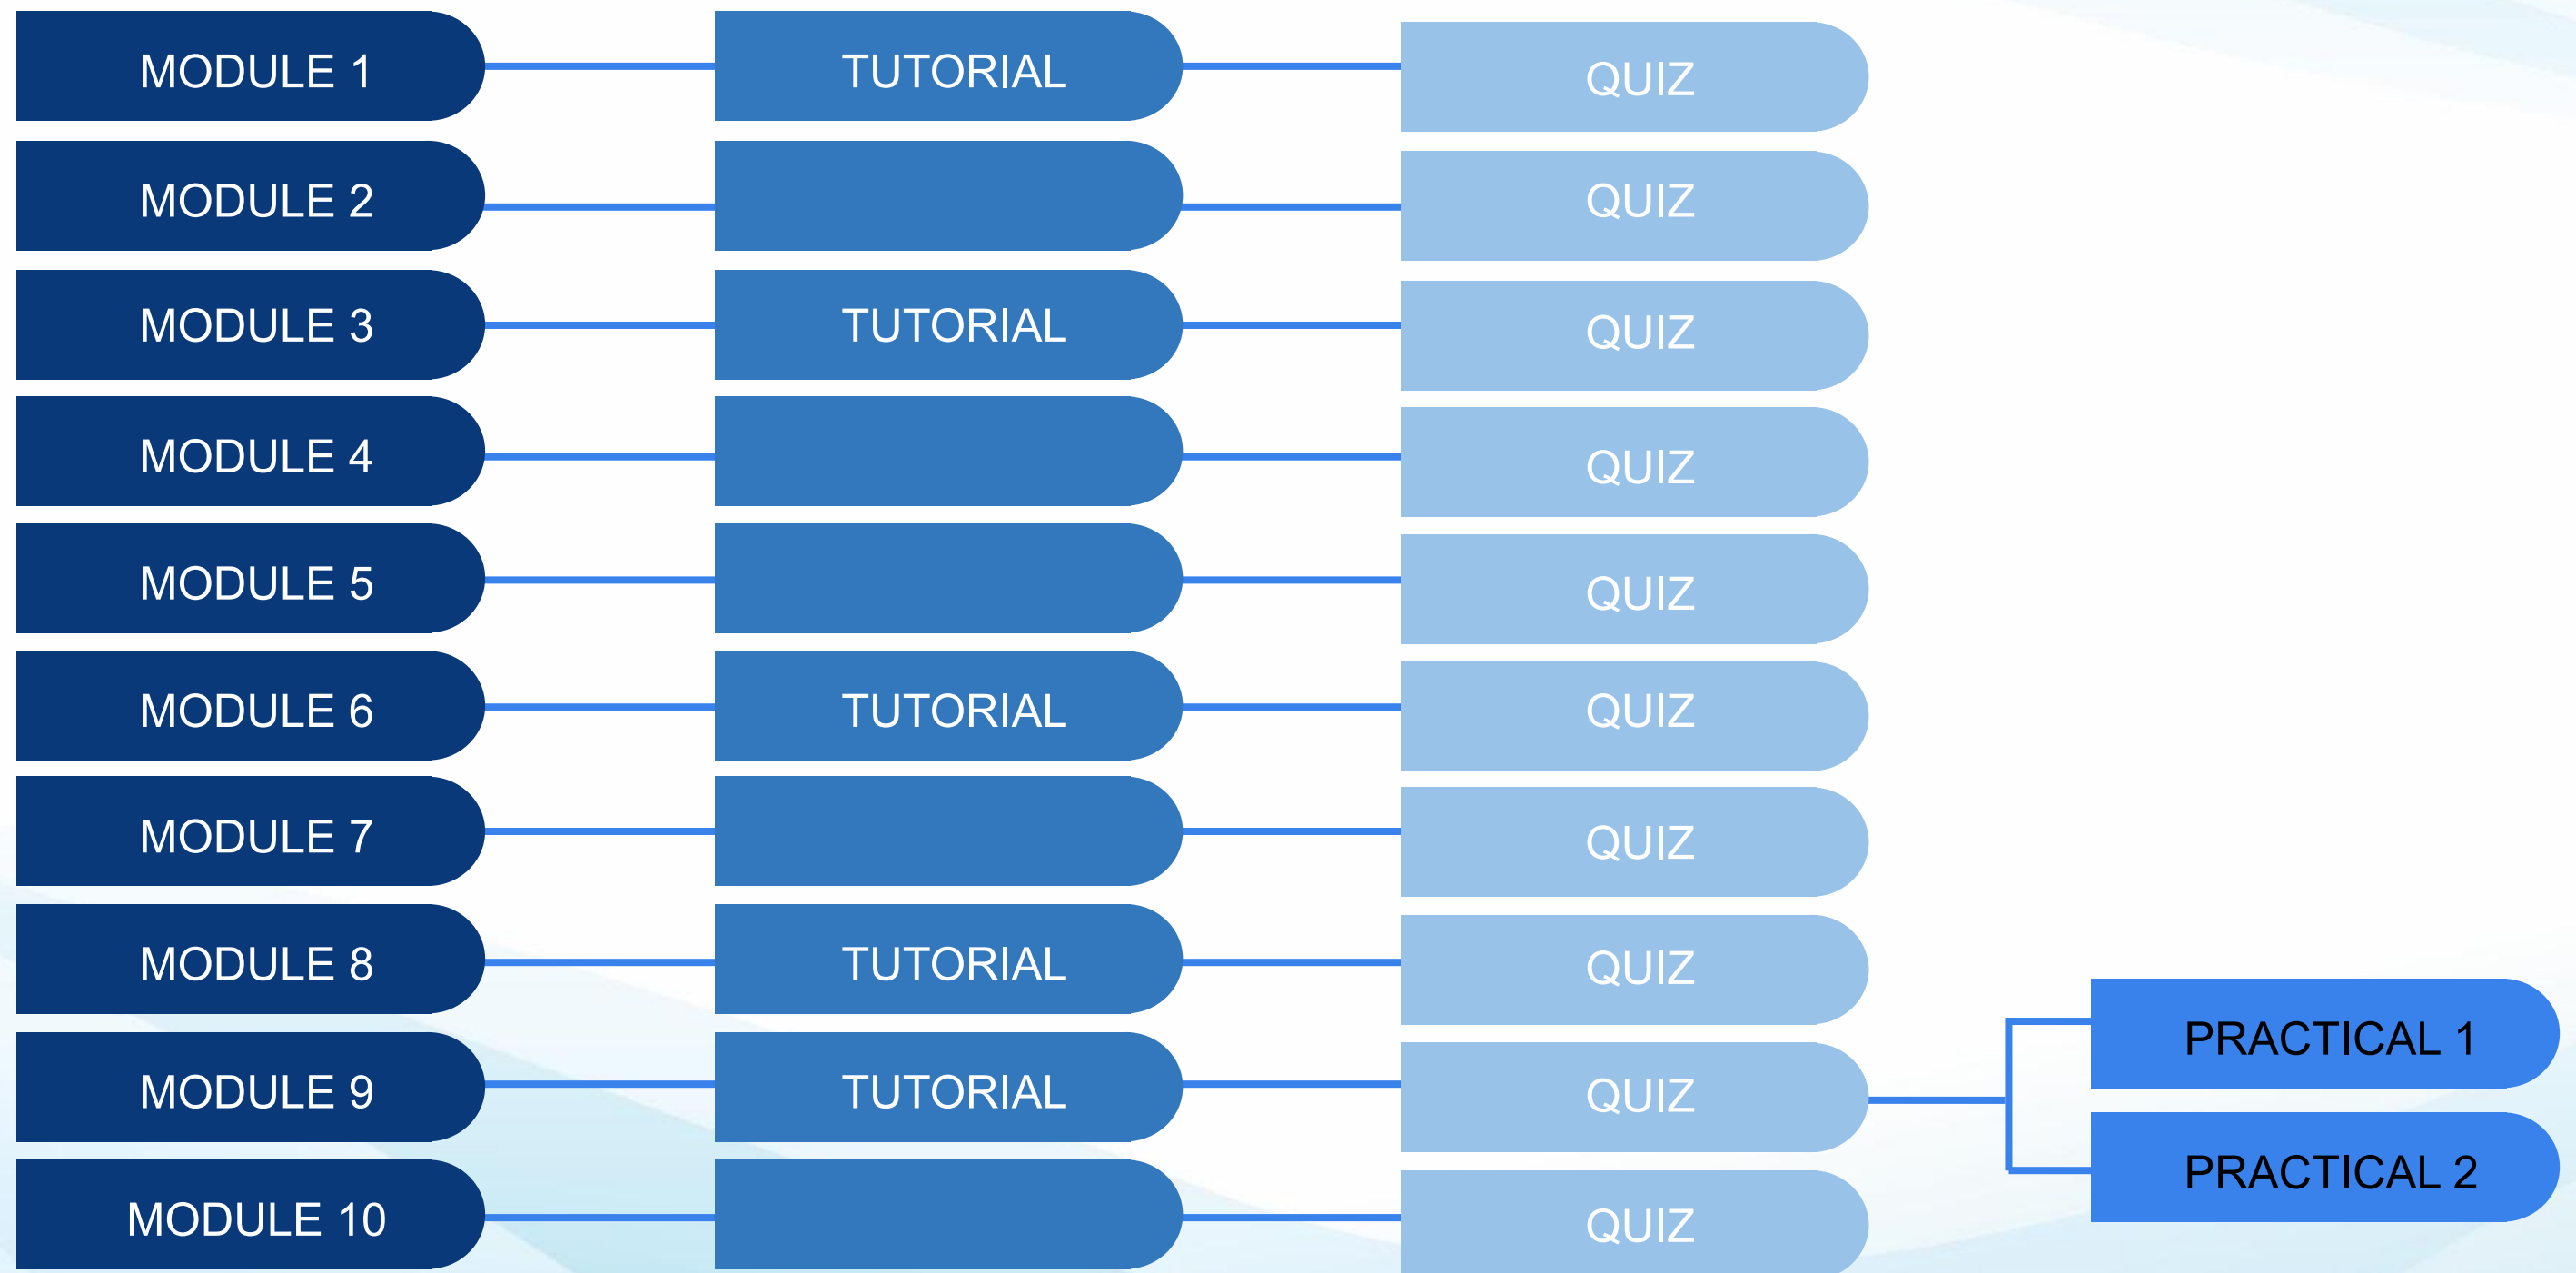 MODULE 1 TUTORIAL QUIZ
MODULE 2 QUIZ
MODULE 3 TUTORIAL QUIZ
MODULE 4 QUIZ
MODULE 5 QUIZ
MODULE 6 TUTORIAL QUIZ
MODULE 7 QUIZ
MODULE 8 TUTORIAL QUIZ
MODULE 9 TUTORIAL QUIZ
PRACTICAL 1
PRACTICAL 2
MODULE 10 QUIZ